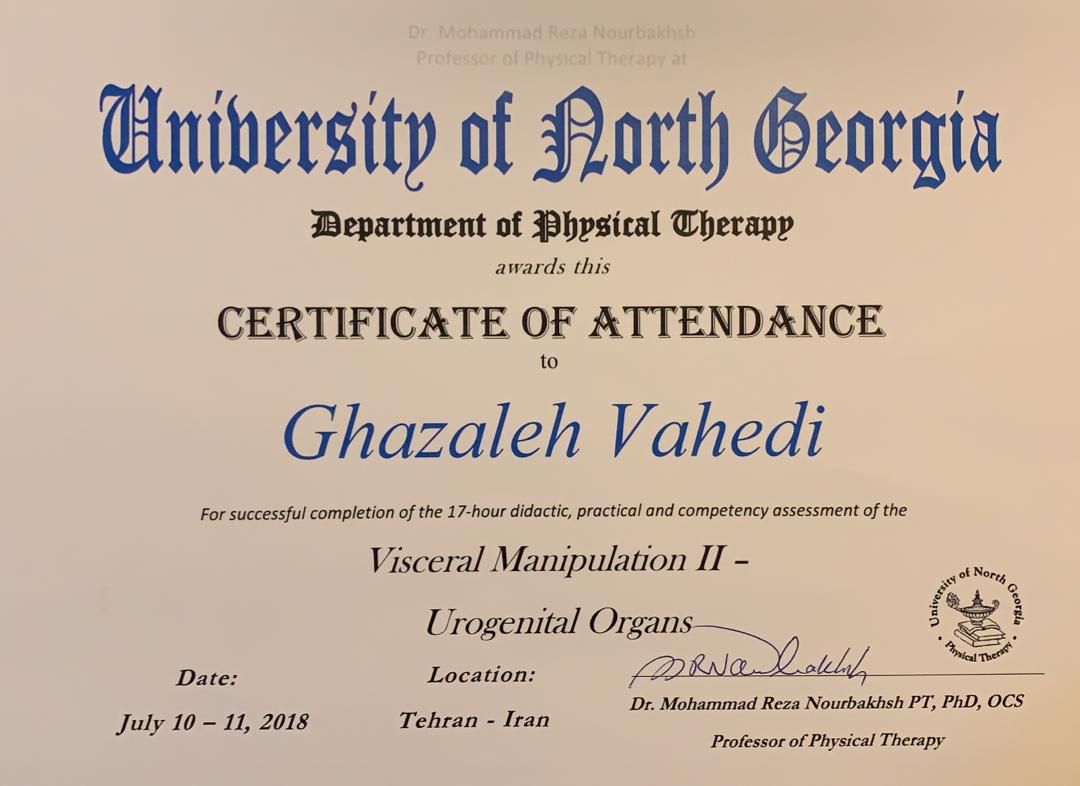 Dr. Mohammad Reza Nourbakhsh
Professor of Physical Therapy at
University of North Georgia
Department of Physical Therapy
awards this
CERTIFICATE OF ATTENDANCE
to
Ghazaleh Vahedi
For successful completion of the 17-hour didactic, practical and competency assessment of the
Visceral Manipulation II –
Urogenital Organs
University of North Georgia
Physical Therapy
Date:
July 10 – 11, 2018
Location:
Tehran - Iran
Dr. Mohammad Reza Nourbakhsh PT, PhD, OCS
Professor of Physical Therapy